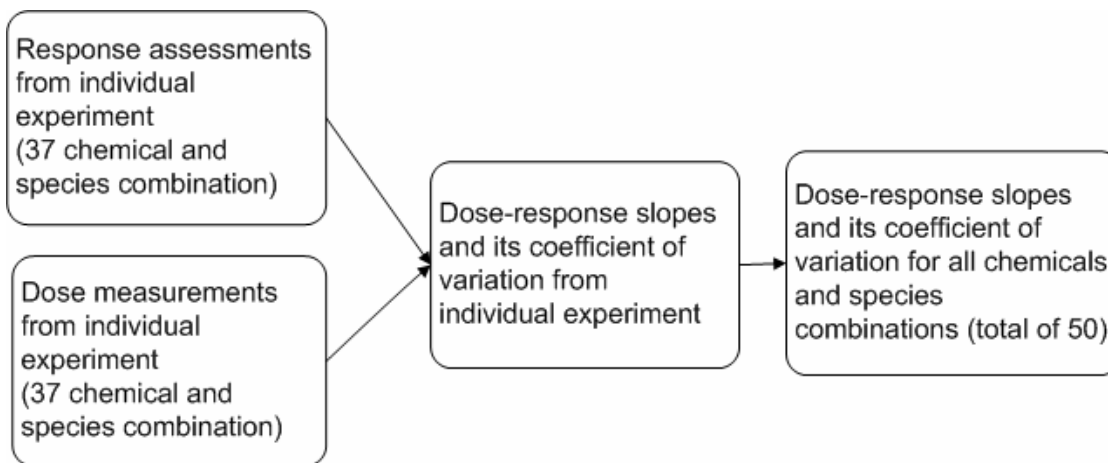 Response assessments
from individual
experiment
(37 chemical and
species combination)
Dose measurements
from individual
experiment
(37 chemical and
species combination)
Dose-response slopes
and its coefficient of
variation from
individual experiment
Dose-response slopes
and its coefficient of
variation for all chemicals
and species
combinations (total of 50)